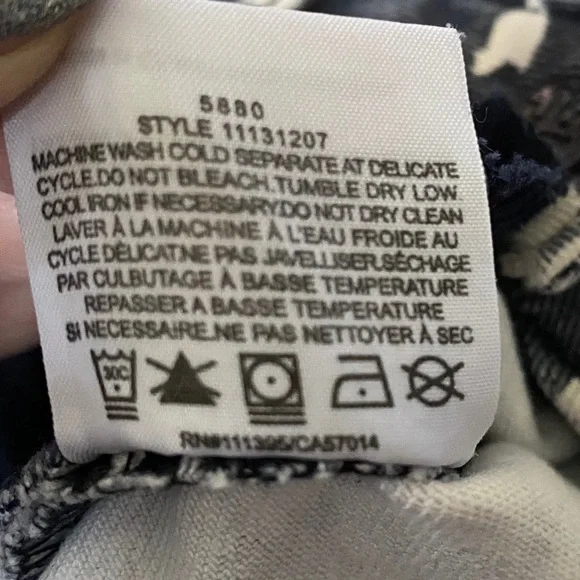 5880
STYLE 11131207
MACHINE WASH COLD SEPARATE AT DELICATE
CYCLE.DO NOT BLEACH.TUMBLE DRY LOW
COOL IRON IF NECESSARY.DO NOT DRY CLEAN
LAVER À LA MACHINE À L'EAU FROIDE AU
CYCLE DÉLICAT.NE PAS JAVELLISER.SÉCHAGE
PAR CULBUTAGE À BASSE TEMPERATURE
REPASSER A BASSE TEMPERATURE
SI NECESSAIRE.NE PAS NETTOYER À SEC
30C
RN#111395/CA57014